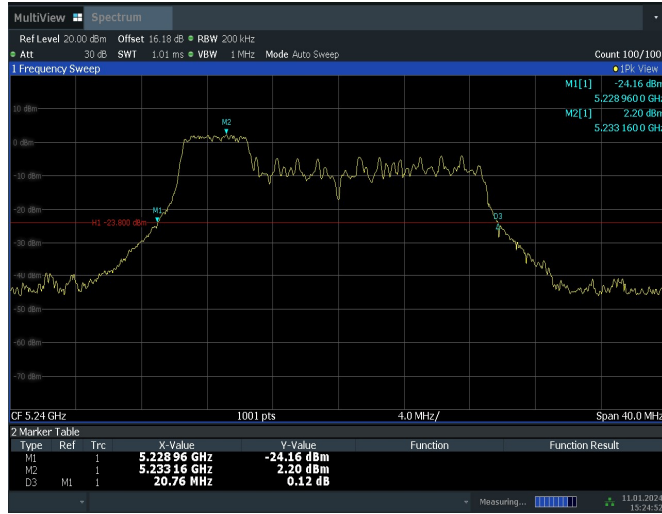 MultiView Spectrum
Ref Level 20.00 dBm Offset 16.18 dB RBW 200 kHz
Att 30 dB SWT 1.01 ms VBW 1 MHz Mode Auto Sweep Count 100/100
1 Frequency Sweep 1Pk View
M1[1] -24.16 dBm
5.228 960 0 GHz
M2[1] 2.20 dBm
5.233 160 0 GHz
10 dBm
M2
0 dBm
-10 dBm
-20 dBm
M1
D3
H1 -23.800 dBm
-30 dBm
-40 dBm
-50 dBm
-60 dBm
-70 dBm
CF 5.24 GHz 1001 pts 4.0 MHz/ Span 40.0 MHz
2 Marker Table
Type Ref Trc X-Value Y-Value Function Function Result
M1 1 5.228 96 GHz -24.16 dBm
M2 1 5.233 16 GHz 2.20 dBm
D3 M1 1 20.76 MHz 0.12 dB
Measuring... 11.01.2024
15:24:52